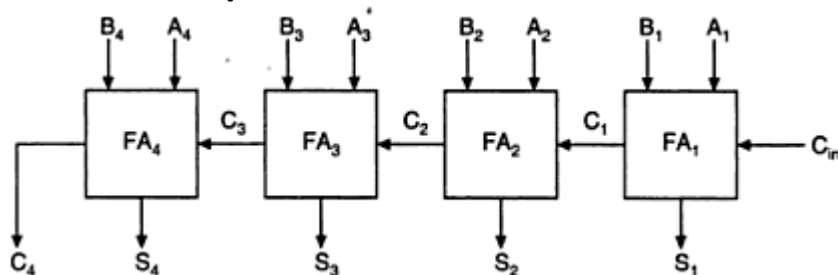 B₄ A₄ B₃ A₃ B₂ A₂ B₁ A₁
FA₄ C₃ FA₃ C₂ FA₂ C₁ FA₁ Cᵢₙ
C₄ S₄ S₃ S₂ S₁